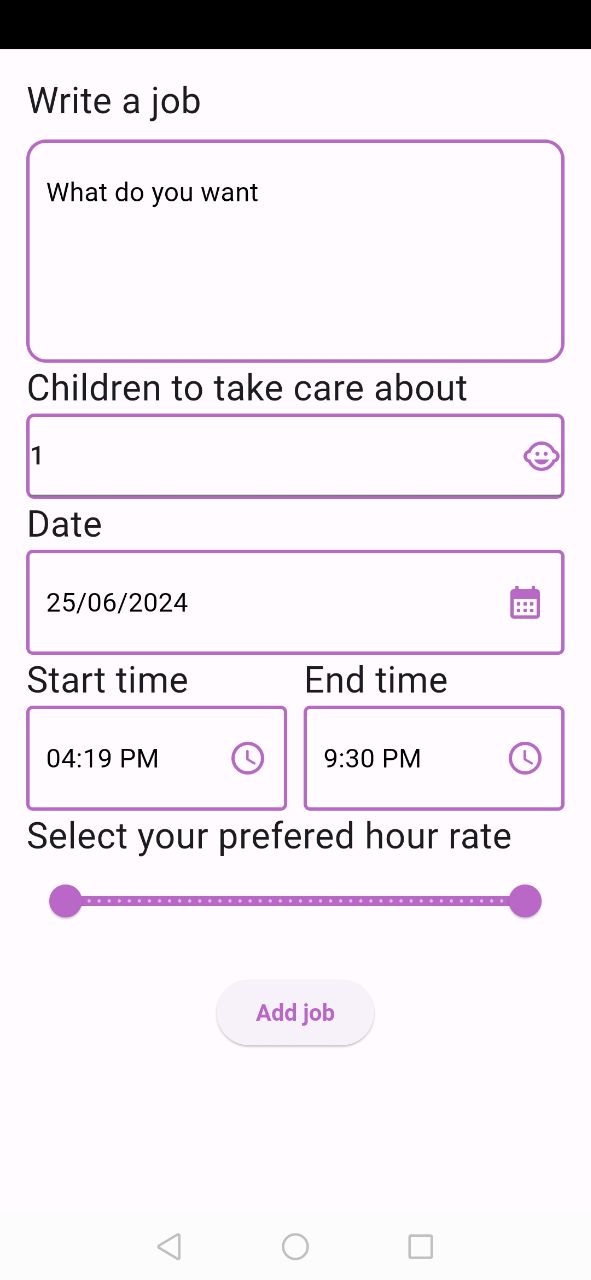 Write a job
What do you want
Children to take care about
1
Date
25/06/2024
Start time End time
04:19 PM 9:30 PM
Select your prefered hour rate
Add job